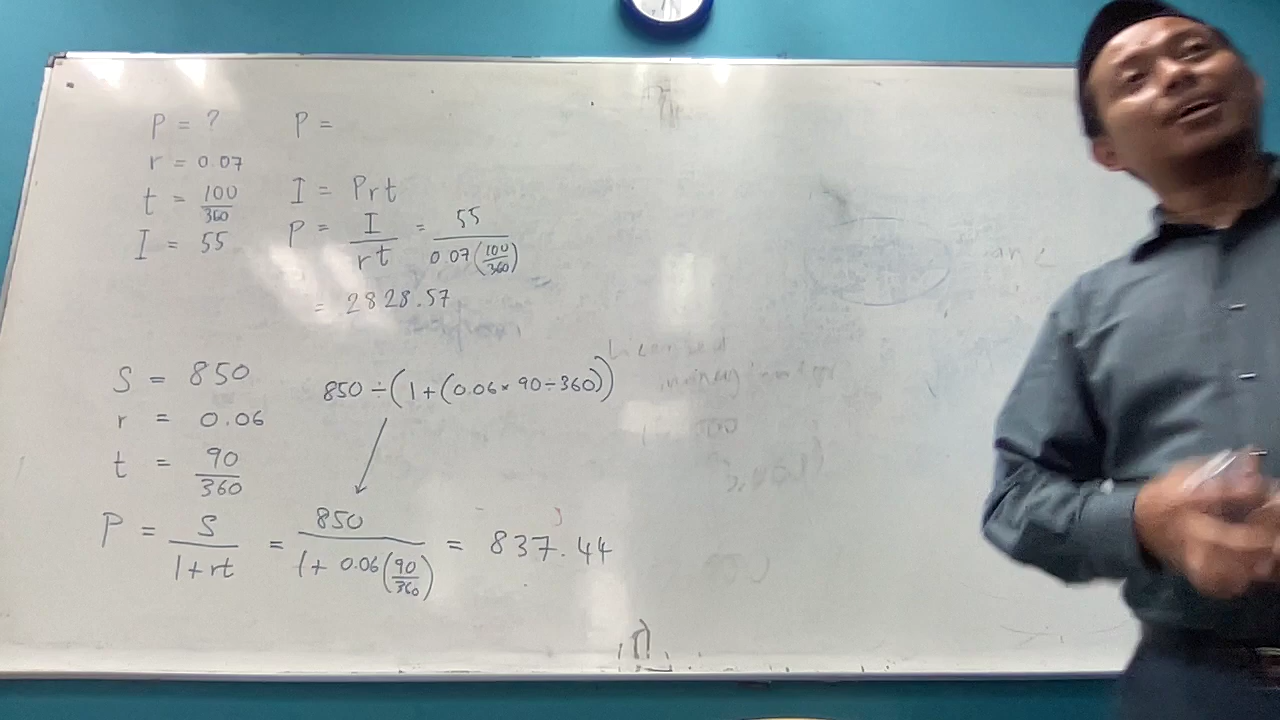 P = ? P =
r = 0.07
t = 100/360 I = Prt
I = 55 P = I/rt = 55/0.07(100/360)
= 2828.57
S = 850 850 ÷ (1 + (0.06 × 90 ÷ 360))
r = 0.06
t = 90/360
P = S/1+rt = 850/1 + 0.06(90/360) = 837.44